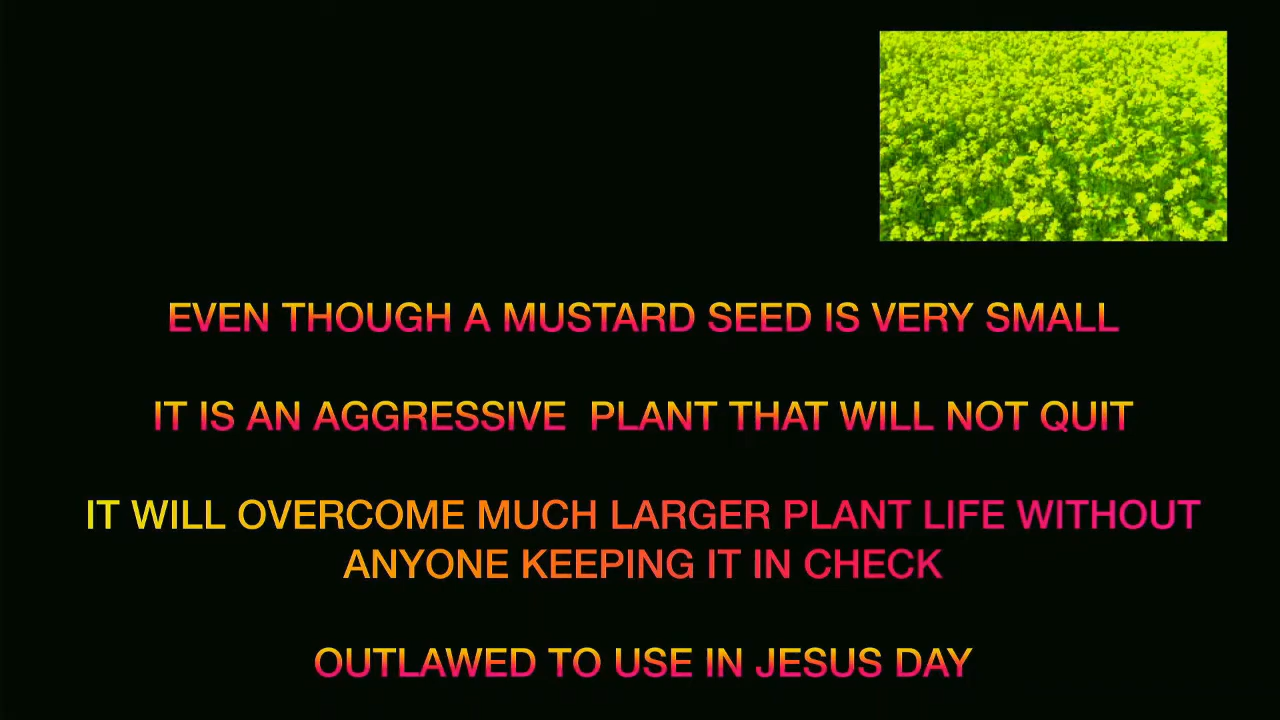 EVEN THOUGH A MUSTARD SEED IS VERY SMALL
IT IS AN AGGRESSIVE  PLANT THAT WILL NOT QUIT
IT WILL OVERCOME MUCH LARGER PLANT LIFE WITHOUT
ANYONE KEEPING IT IN CHECK
OUTLAWED TO USE IN JESUS DAY